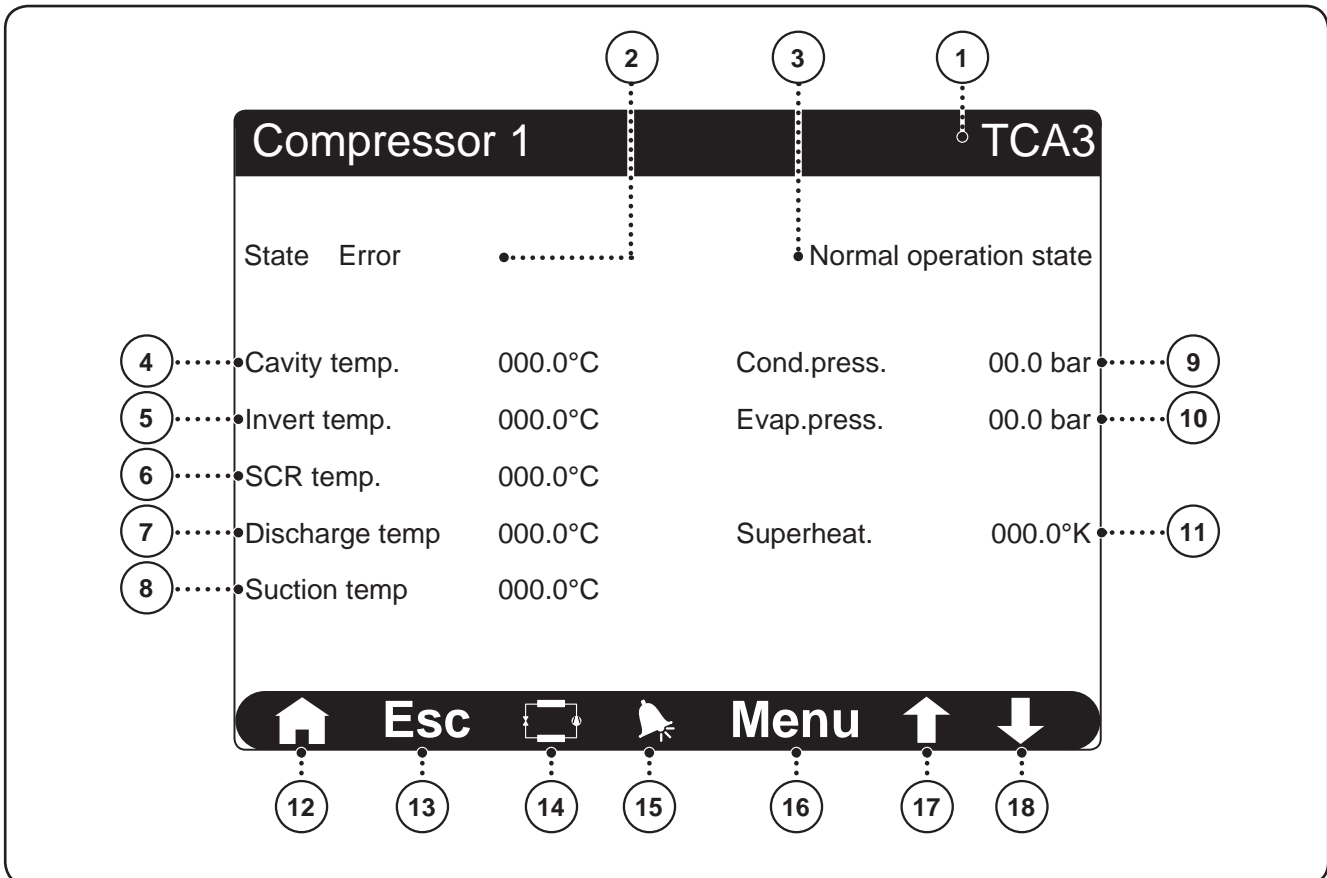 2 3 1
Compressor 1 TCA3
State Error Normal operation state
4 Cavity temp. 000.0°C Cond.press. 00.0 bar 9
5 Invert temp. 000.0°C Evap.press. 00.0 bar 10
6 SCR temp. 000.0°C
7 Discharge temp 000.0°C Superheat. 000.0°K 11
8 Suction temp 000.0°C
Esc Menu
12 13 14 15 16 17 18